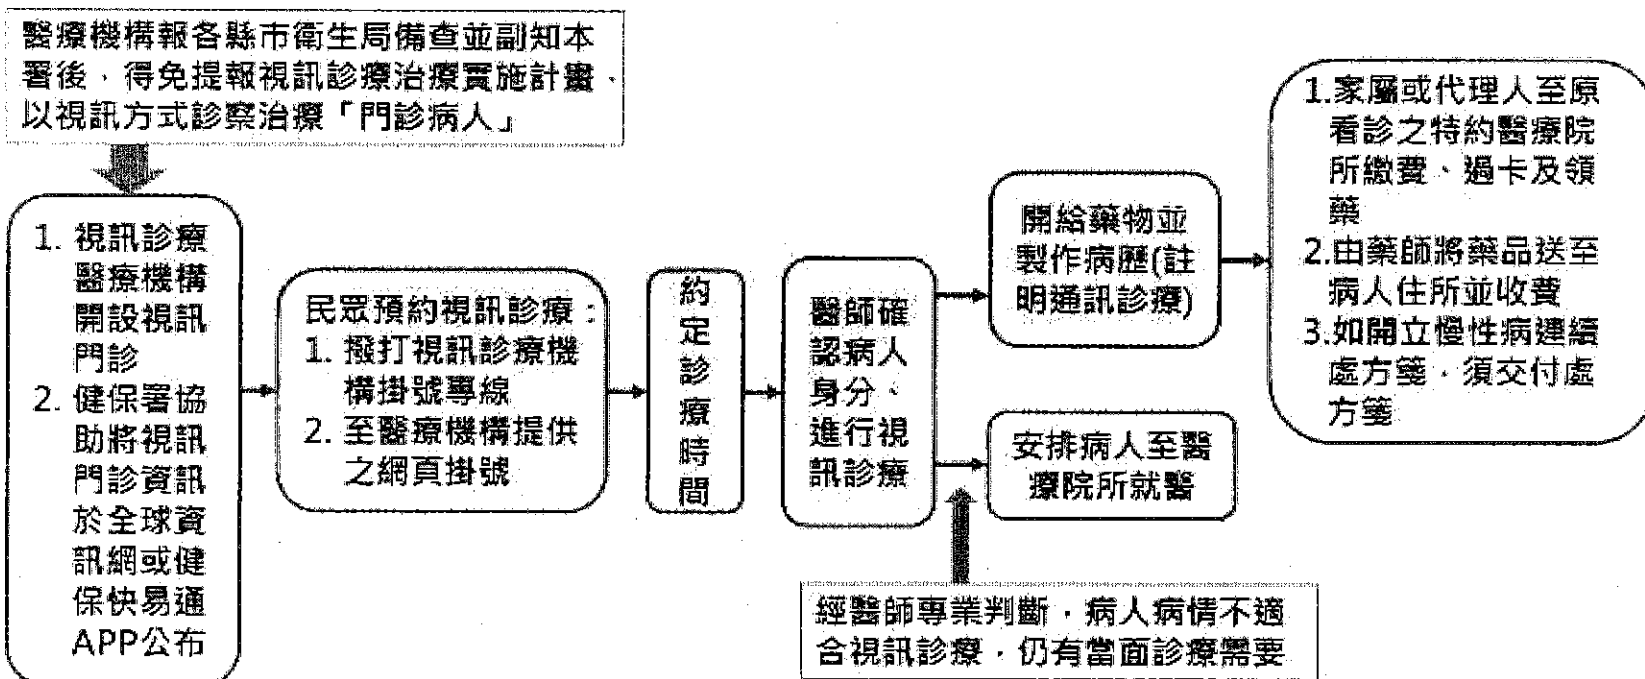 醫療機構報各縣市衛生局備查並副知本
署後，得免提報視訊診療治療實施計畫，
以視訊方式診察治療「門診病人」
1. 視訊診療
醫療機構
開設視訊
門診
2. 健保署協
助將視訊
門診資訊
於全球資
訊網或健
保快易通
APP公布
民眾預約視訊診療：
1. 撥打視訊診療機
構掛號專線
2. 至醫療機構提供
之網頁掛號
約
定
診
療
時
間
醫師確
認病人
身分、
進行視
訊診療
開給藥物並
製作病歷(註
明通訊診療)
安排病人至醫
療院所就醫
1.家屬或代理人至原
看診之特約醫療院
所繳費、過卡及領
藥
2.由藥師將藥品送至
病人住所並收費
3.如開立慢性病連續
處方箋，須交付處
方箋
經醫師專業判斷，病人病情不適
合視訊診療，仍有當面診療需要